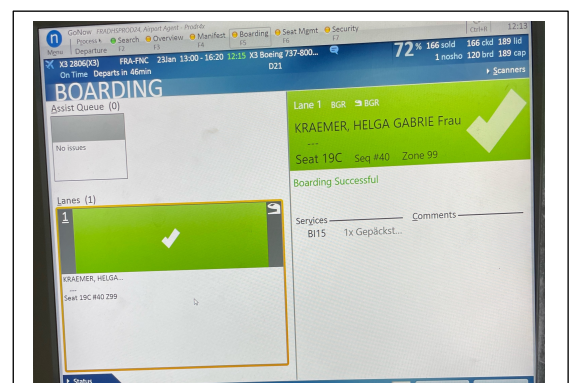 GoNow FRADHSPROD24, Airport Agent - Prodr4x
n Process Search Overview Manifest Boarding Seat Mgmt Security Ctrl+R 12:13
Menu Departure F2 F3 F4 F5 F6 F7
X3 2806(X3) FRA-FNC 23Jan 13:00 - 16:20 12:15 X3 Boeing 737-800... 72% 166 sold 166 ckd 189 lid
On Time Departs in 46min D21 1 nosho 120 brd 189 cap
BOARDING
Scanners
Assist Queue (0)
No issues
Lanes (1)
1
KRAEMER, HELGA...
---
Seat 19C #40 Z99
Status
Lane 1 BGR BGR
KRAEMER, HELGA GABRIE Frau
---
Seat 19C Seq #40 Zone 99
Boarding Successful
Services Comments
BI15 1x Gepäckst...